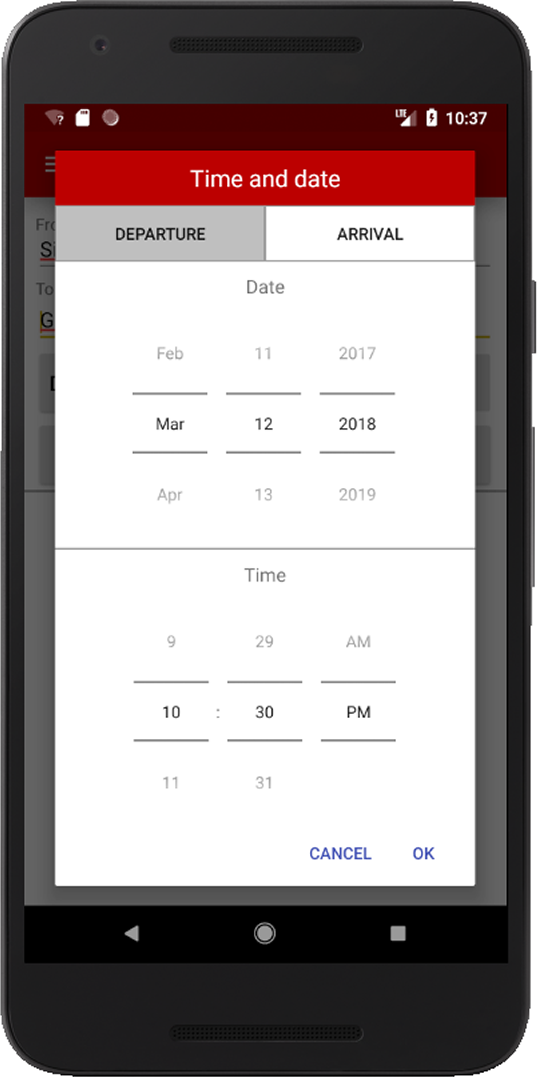 LTE 10:37
Time and date
DEPARTURE ARRIVAL
To
Date
Feb 11 2017
Mar 12 2018
Apr 13 2019
Time
9 29 AM
10 : 30 PM
11 31
CANCEL OK